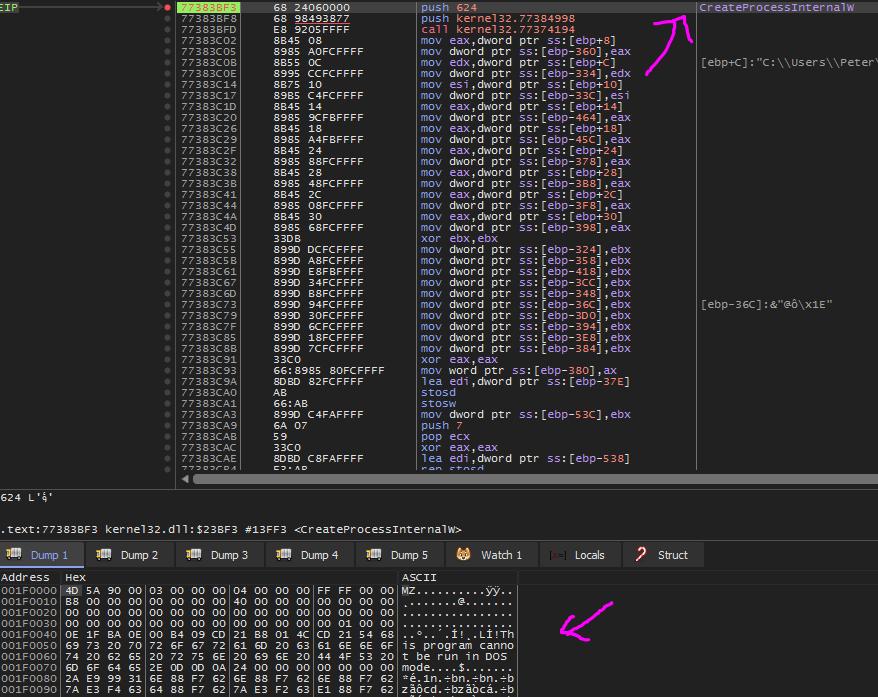 EIP 77383BF3 68 24060000 push 624 CreateProcessInternalW
77383BF8 68 98493877 push kernel32.77384998
77383BFD E8 9205FFFF call kernel32.77374194
77383C02 8B45 08 mov eax,dword ptr ss:[ebp+8]
77383C05 8985 A0FCFFFF mov dword ptr ss:[ebp-360],eax
77383C0B 8B55 0C mov edx,dword ptr ss:[ebp+C] [ebp+C]:"C:\\Users\\Peter\
77383C0E 8995 CCFCFFFF mov dword ptr ss:[ebp-334],edx
77383C14 8B75 10 mov esi,dword ptr ss:[ebp+10]
77383C17 89B5 C4FCFFFF mov dword ptr ss:[ebp-33C],esi
77383C1D 8B45 14 mov eax,dword ptr ss:[ebp+14]
77383C20 8985 9CFBFFFF mov dword ptr ss:[ebp-464],eax
77383C26 8B45 18 mov eax,dword ptr ss:[ebp+18]
77383C29 8985 A4FBFFFF mov dword ptr ss:[ebp-45C],eax
77383C2F 8B45 24 mov eax,dword ptr ss:[ebp+24]
77383C32 8985 88FCFFFF mov dword ptr ss:[ebp-378],eax
77383C38 8B45 28 mov eax,dword ptr ss:[ebp+28]
77383C3B 8985 48FCFFFF mov dword ptr ss:[ebp-3B8],eax
77383C41 8B45 2C mov eax,dword ptr ss:[ebp+2C]
77383C44 8985 08FCFFFF mov dword ptr ss:[ebp-3F8],eax
77383C4A 8B45 30 mov eax,dword ptr ss:[ebp+30]
77383C4D 8985 68FCFFFF mov dword ptr ss:[ebp-398],eax
77383C53 33DB xor ebx,ebx
77383C55 899D DCFCFFFF mov dword ptr ss:[ebp-324],ebx
77383C5B 899D A8FCFFFF mov dword ptr ss:[ebp-358],ebx
77383C61 899D E8FBFFFF mov dword ptr ss:[ebp-418],ebx
77383C67 899D 34FCFFFF mov dword ptr ss:[ebp-3CC],ebx
77383C6D 899D B8FCFFFF mov dword ptr ss:[ebp-348],ebx
77383C73 899D 94FCFFFF mov dword ptr ss:[ebp-36C],ebx [ebp-36C]:&"@ô\x1E"
77383C79 899D 30FCFFFF mov dword ptr ss:[ebp-3D0],ebx
77383C7F 899D 6CFCFFFF mov dword ptr ss:[ebp-394],ebx
77383C85 899D 18FCFFFF mov dword ptr ss:[ebp-3E8],ebx
77383C8B 899D 7CFCFFFF mov dword ptr ss:[ebp-384],ebx
77383C91 33C0 xor eax,eax
77383C93 66:8985 80FCFFFF mov word ptr ss:[ebp-380],ax
77383C9A 8DBD 82FCFFFF lea edi,dword ptr ss:[ebp-37E]
77383CA0 AB stosd
77383CA1 66:AB stosw
77383CA3 899D C4FAFFFF mov dword ptr ss:[ebp-53C],ebx
77383CA9 6A 07 push 7
77383CAB 59 pop ecx
77383CAC 33C0 xor eax,eax
77383CAE 8DBD C8FAFFFF lea edi,dword ptr ss:[ebp-538]
77383CB4 F3:AB rep stosd
.text:77383BF3 kernel32.dll:$23BF3 #13FF3 <CreateProcessInternalW>
Dump 1 Dump 2 Dump 3 Dump 4 Dump 5 Watch 1 Locals Struct
Address Hex ASCII
001F0000 4D 5A 90 00 03 00 00 00 04 00 00 00 FF FF 00 00 MZ..........ÿÿ..
001F0010 B8 00 00 00 00 00 00 00 40 00 00 00 00 00 00 00 ¸.......@.......
001F0020 00 00 00 00 00 00 00 00 00 00 00 00 00 00 00 00 ................
001F0030 00 00 00 00 00 00 00 00 00 00 00 00 00 01 00 00 ................
001F0040 0E 1F BA 0E 00 B4 09 CD 21 B8 01 4C CD 21 54 68 ..º..´.Í!¸.LÍ!Th
001F0050 69 73 20 70 72 6F 67 72 61 6D 20 63 61 6E 6E 6F is program canno
001F0060 74 20 62 65 20 72 75 6E 20 69 6E 20 44 4F 53 20 t be run in DOS
001F0070 6D 6F 64 65 2E 0D 0D 0A 24 00 00 00 00 00 00 00 mode....$.......
001F0080 2A E9 99 31 6E 88 F7 62 6E 88 F7 62 6E 88 F7 62 *é.1n.÷bn.÷bn.÷b
001F0090 7A E3 F4 63 64 88 F7 62 7A E3 F2 63 E1 88 F7 62 zãôcd.÷bzãòcá.÷b